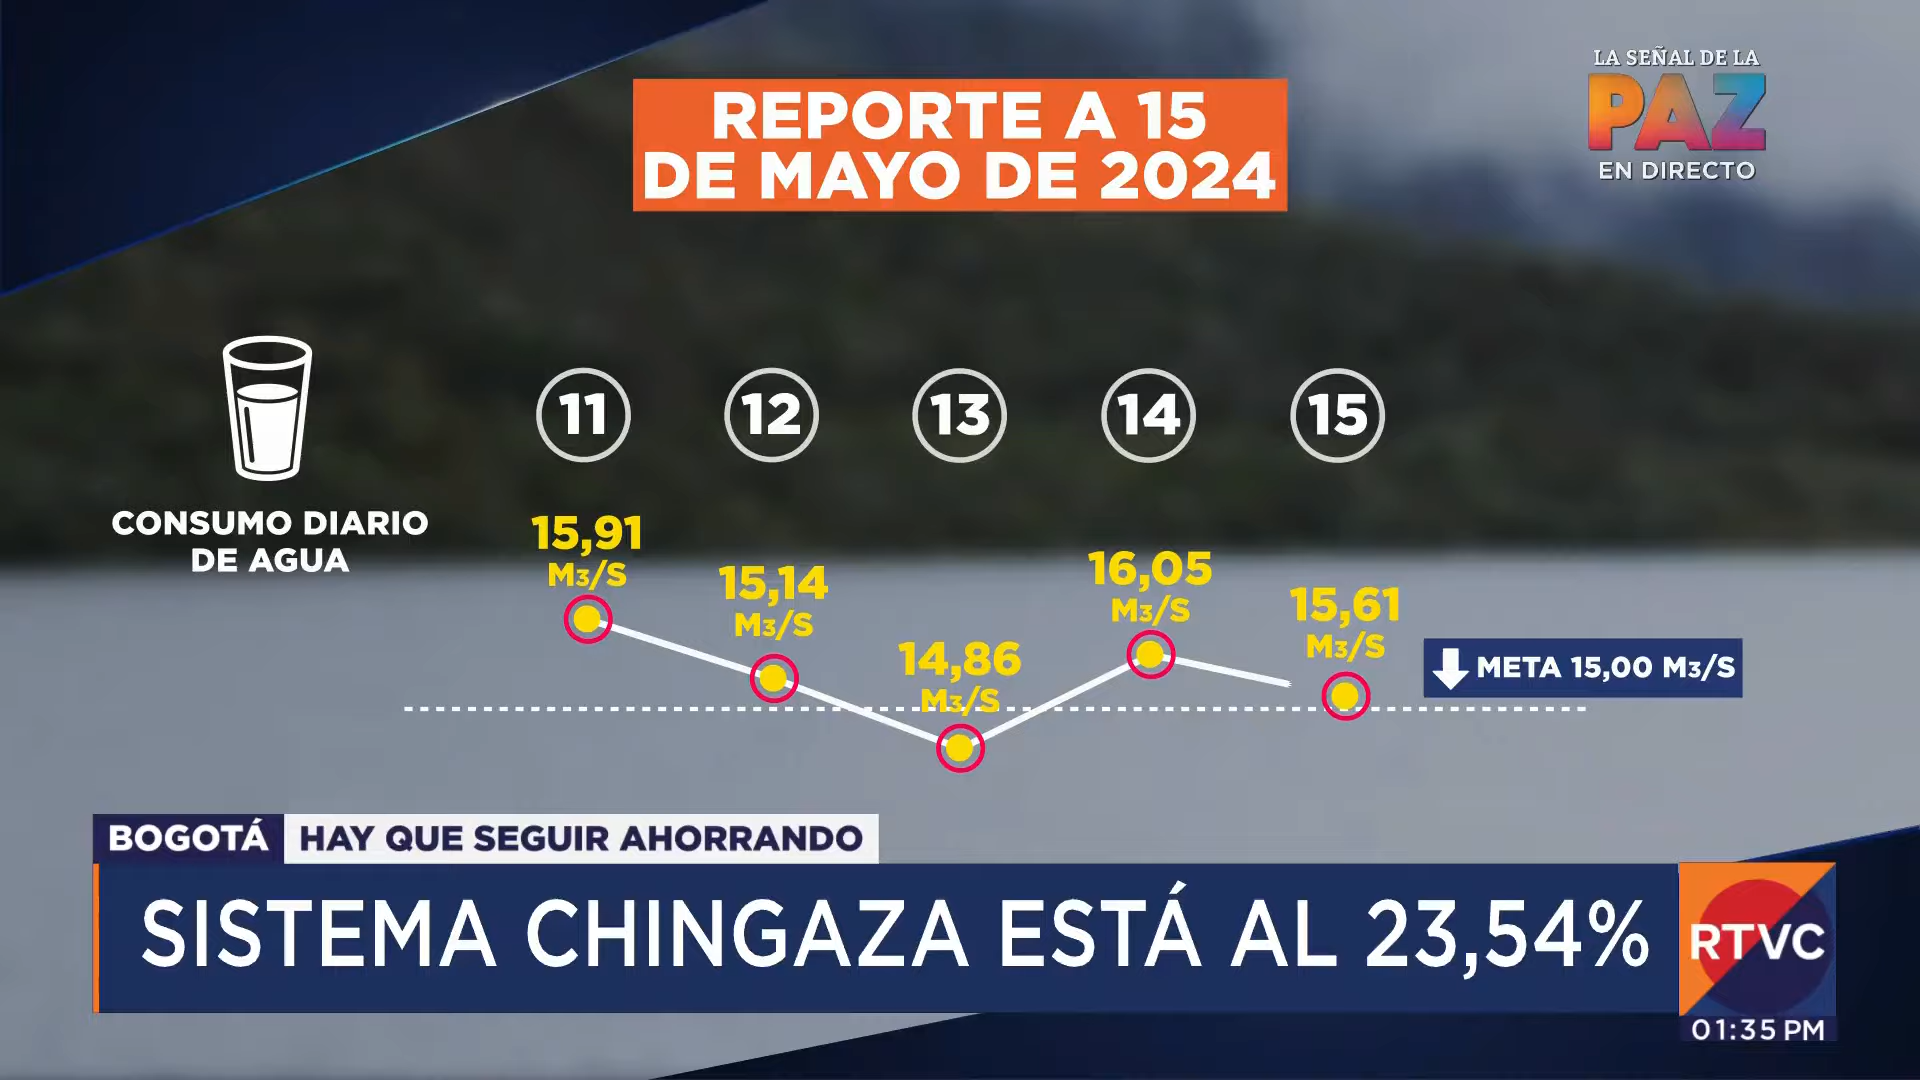 REPORTE A 15
DE MAYO DE 2024
LA SEÑAL DE LA
PAZ
EN DIRECTO
11
12
13
14
15
CONSUMO DIARIO
DE AGUA
15,91
M3/S
15,14
M3/S
14,86
M3/S
16,05
M3/S
15,61
M3/S
META 15,00 M3/S
BOGOTÁ
HAY QUE SEGUIR AHORRANDO
SISTEMA CHINGAZA ESTÁ AL 23,54%
RTVC
01:35 PM